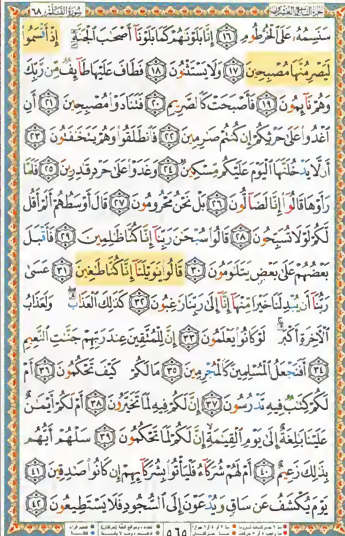 سُورَةُ القَلَمِ ٦٨
سَنَسِمُهُۥ عَلَى ٱلۡخُرۡطُومِ ١٦ إِنَّا بَلَوۡنَٰهُمۡ كَمَا بَلَوۡنَآ أَصۡحَٰبَ ٱلۡجَنَّةِ إِذۡ أَقۡسَمُواْ
لَيَصۡرِمُنَّهَا مُصۡبِحِينَ ١٧ وَلَا يَسۡتَثۡنُونَ ١٨ فَطَافَ عَلَيۡهَا طَآئِفٞ مِّن رَّبِّكَ
وَهُمۡ نَآئِمُونَ ١٩ فَأَصۡبَحَتۡ كَٱلصَّرِيمِ ٢٠ فَتَنَادَوۡاْ مُصۡبِحِينَ ٢١ أَنِ
ٱغۡدُواْ عَلَىٰ حَرۡثِكُمۡ إِن كُنتُمۡ صَٰرِمِينَ ٢٢ فَٱنطَلَقُواْ وَهُمۡ يَتَخَٰفَتُونَ ٢٣
أَن لَّا يَدۡخُلَنَّهَا ٱلۡيَوۡمَ عَلَيۡكُم مِّسۡكِينٞ ٢٤ وَغَدَوۡاْ عَلَىٰ حَرۡدٖ قَٰدِرِينَ ٢٥ فَلَمَّا
رَأَوۡهَا قَالُوٓاْ إِنَّا لَضَآلُّونَ ٢٦ بَلۡ نَحۡنُ مَحۡرُومُونَ ٢٧ قَالَ أَوۡسَطُهُمۡ أَلَمۡ أَقُل
لَّكُمۡ لَوۡلَا تُسَبِّحُونَ ٢٨ قَالُواْ سُبۡحَٰنَ رَبِّنَآ إِنَّا كُنَّا ظَٰلِمِينَ ٢٩ فَأَقۡبَلَ
بَعۡضُهُمۡ عَلَىٰ بَعۡضٖ يَتَلَٰوَمُونَ ٣٠ قَالُواْ يَٰوَيۡلَنَآ إِنَّا كُنَّا طَٰغِينَ ٣١ عَسَىٰ
رَبُّنَآ أَن يُبۡدِلَنَا خَيۡرٗا مِّنۡهَآ إِنَّآ إِلَىٰ رَبِّنَا رَٰغِبُونَ ٣٢ كَذَٰلِكَ ٱلۡعَذَابُ وَلَعَذَابُ
ٱلۡأٓخِرَةِ أَكۡبَرُ لَوۡ كَانُواْ يَعۡلَمُونَ ٣٣ إِنَّ لِلۡمُتَّقِينَ عِندَ رَبِّهِمۡ جَنَّٰتِ ٱلنَّعِيمِ
٣٤ أَفَنَجۡعَلُ ٱلۡمُسۡلِمِينَ كَٱلۡمُجۡرِمِينَ ٣٥ مَا لَكُمۡ كَيۡفَ تَحۡكُمُونَ ٣٦ أَمۡ
لَكُمۡ كِتَٰبٞ فِيهِ تَدۡرُسُونَ ٣٧ إِنَّ لَكُمۡ فِيهِ لَمَا تَخَيَّرُونَ ٣٨ أَمۡ لَكُمۡ أَيۡمَٰنٌ
عَلَيۡنَا بَٰلِغَةٌ إِلَىٰ يَوۡمِ ٱلۡقِيَٰمَةِ إِنَّ لَكُمۡ لَمَا تَحۡكُمُونَ ٣٩ سَلۡهُمۡ أَيُّهُم
بِذَٰلِكَ زَعِيمٌ ٤٠ أَمۡ لَهُمۡ شُرَكَآءُ فَلۡيَأۡتُواْ بِشُرَكَآئِهِمۡ إِن كَانُواْ صَٰدِقِينَ ٤١
يَوۡمَ يُكۡشَفُ عَن سَاقٖ وَيُدۡعَوۡنَ إِلَى ٱلسُّجُودِ فَلَا يَسۡتَطِيعُونَ ٤٢
٥٦٥